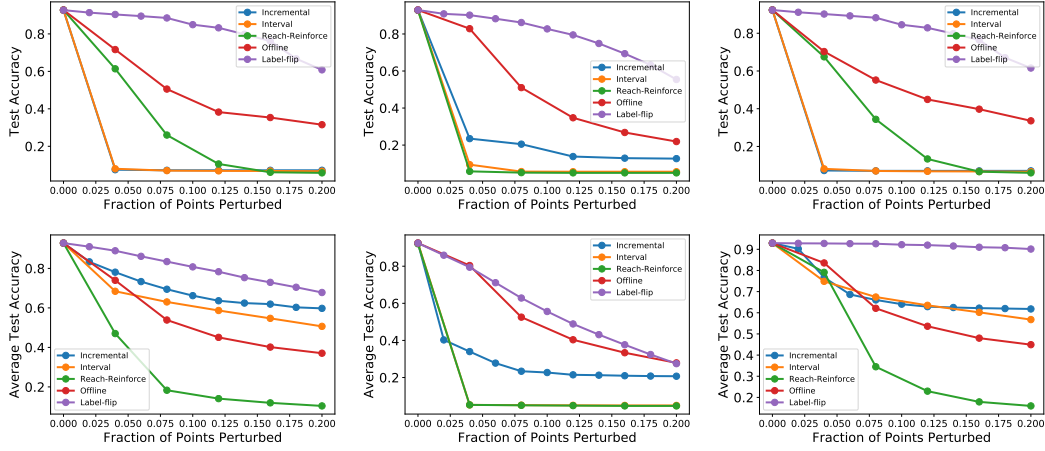 Test Accuracy
0.8
0.6
0.4
0.2
Incremental
Interval
Reach-Reinforce
Offline
Label-flip
0.000 0.025 0.050 0.075 0.100 0.125 0.150 0.175 0.200
Fraction of Points Perturbed
Test Accuracy
0.8
0.6
0.4
0.2
Incremental
Interval
Reach-Reinforce
Offline
Label-flip
0.000 0.025 0.050 0.075 0.100 0.125 0.150 0.175 0.200
Fraction of Points Perturbed
Test Accuracy
0.8
0.6
0.4
0.2
Incremental
Interval
Reach-Reinforce
Offline
Label-flip
0.000 0.025 0.050 0.075 0.100 0.125 0.150 0.175 0.200
Fraction of Points Perturbed
Average Test Accuracy
0.8
0.6
0.4
0.2
Incremental
Interval
Reach-Reinforce
Offline
Label-flip
0.000 0.025 0.050 0.075 0.100 0.125 0.150 0.175 0.200
Fraction of Points Perturbed
Average Test Accuracy
0.8
0.6
0.4
0.2
Incremental
Interval
Reach-Reinforce
Offline
Label-flip
0.000 0.025 0.050 0.075 0.100 0.125 0.150 0.175 0.200
Fraction of Points Perturbed
Average Test Accuracy
0.9
0.8
0.7
0.6
0.5
0.4
0.3
0.2
Incremental
Interval
Reach-Reinforce
Offline
Label-flip
0.000 0.025 0.050 0.075 0.100 0.125 0.150 0.175 0.200
Fraction of Points Perturbed